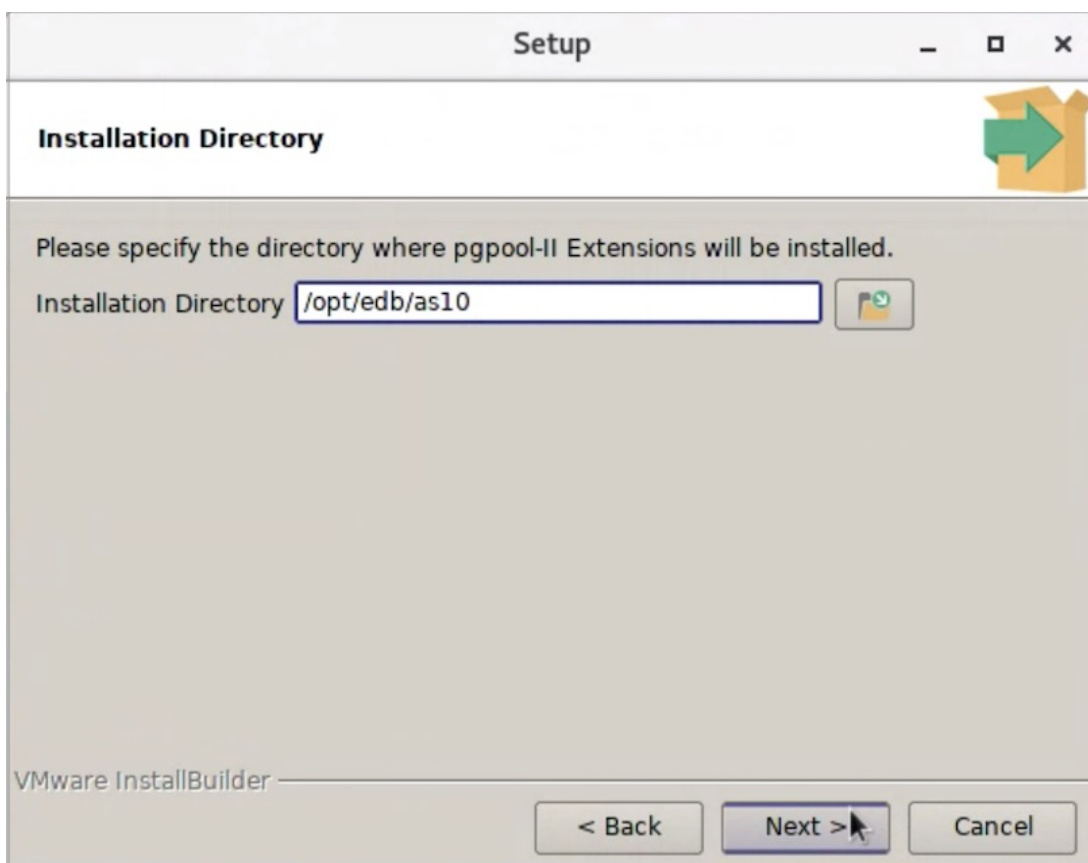 Setup
Installation Directory
Please specify the directory where pgpool-II Extensions will be installed.
Installation Directory /opt/edb/as10
VMware InstallBuilder
< Back Next > Cancel